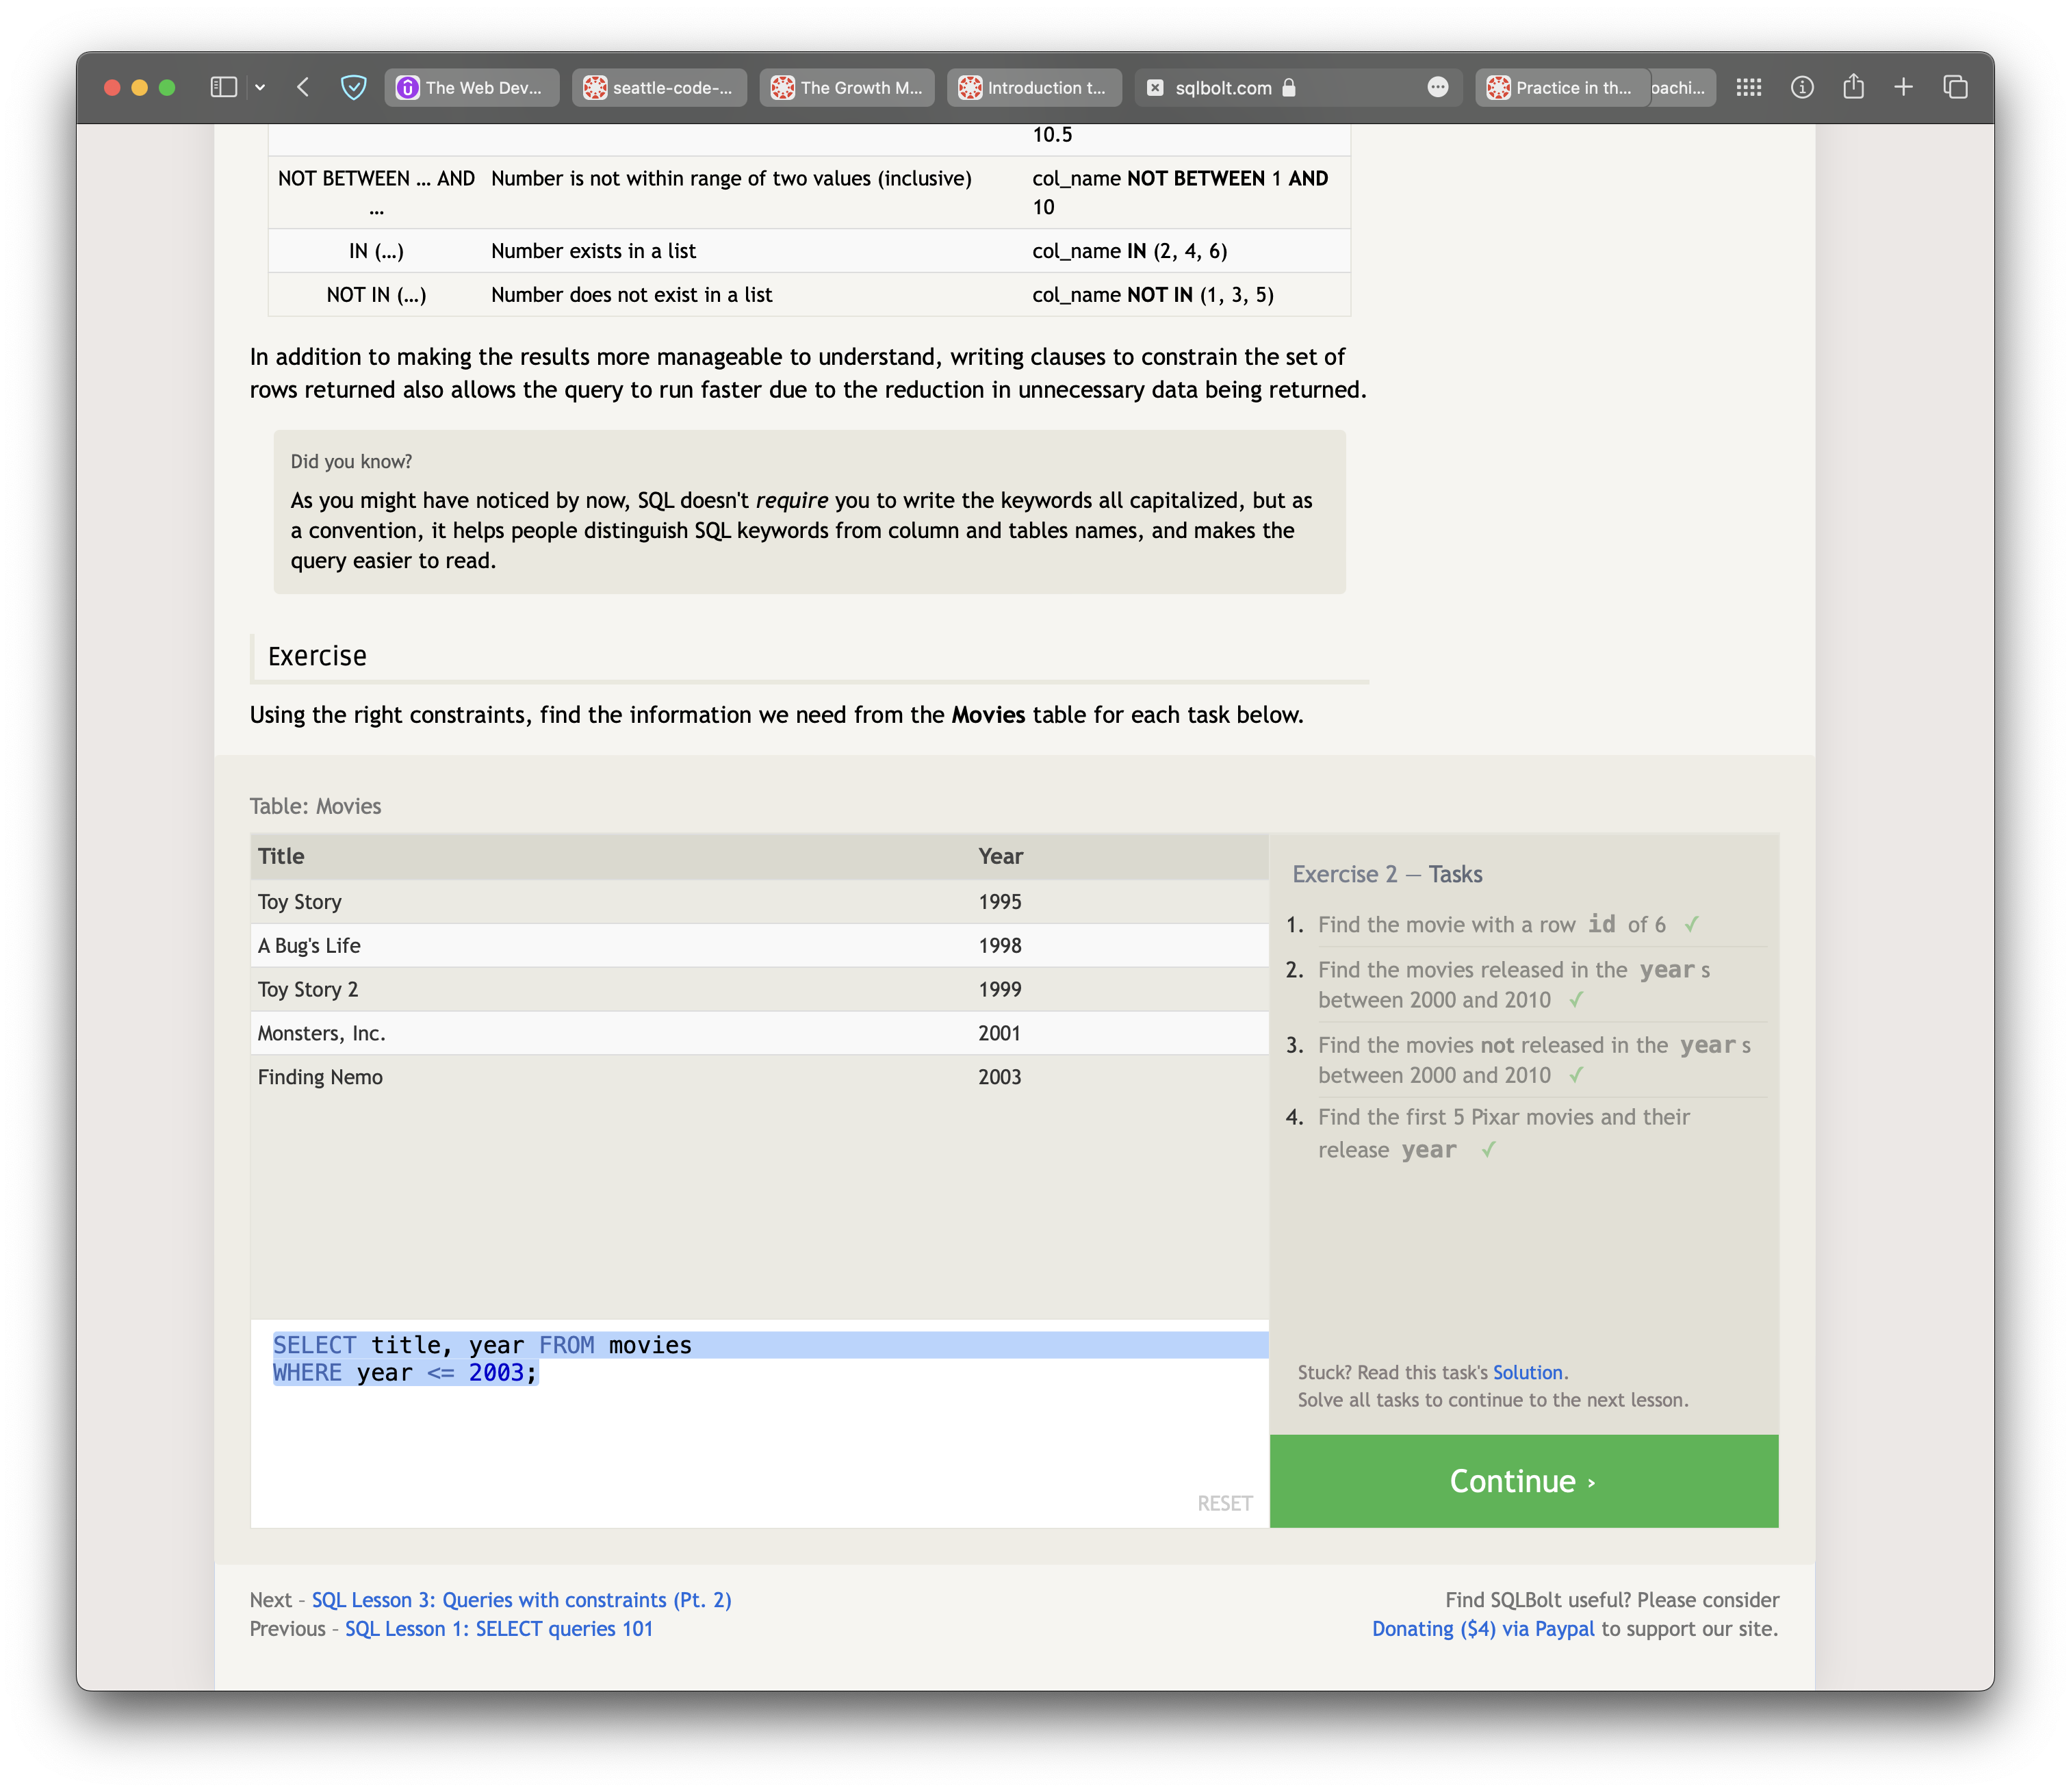 The Web Dev...
seattle-code-...
The Growth M...
Introduction t...
sqlbolt.com
Practice in th...
oachi...
10.5
NOT BETWEEN … AND
…
Number is not within range of two values (inclusive)
col_name NOT BETWEEN 1 AND
10
IN (…)
Number exists in a list
col_name IN (2, 4, 6)
NOT IN (…)
Number does not exist in a list
col_name NOT IN (1, 3, 5)
In addition to making the results more manageable to understand, writing clauses to constrain the set of
rows returned also allows the query to run faster due to the reduction in unnecessary data being returned.
Did you know?
As you might have noticed by now, SQL doesn't require you to write the keywords all capitalized, but as
a convention, it helps people distinguish SQL keywords from column and tables names, and makes the
query easier to read.
Exercise
Using the right constraints, find the information we need from the Movies table for each task below.
Table: Movies
Title Year
Toy Story 1995
A Bug's Life 1998
Toy Story 2 1999
Monsters, Inc. 2001
Finding Nemo 2003
SELECT title, year FROM movies
WHERE year <= 2003;
RESET
Exercise 2 — Tasks
1. Find the movie with a row id of 6 ✓
2. Find the movies released in the year s
between 2000 and 2010 ✓
3. Find the movies not released in the year s
between 2000 and 2010 ✓
4. Find the first 5 Pixar movies and their
release year ✓
Stuck? Read this task's Solution.
Solve all tasks to continue to the next lesson.
Continue ›
Next – SQL Lesson 3: Queries with constraints (Pt. 2)
Previous – SQL Lesson 1: SELECT queries 101
Find SQLBolt useful? Please consider
Donating ($4) via Paypal to support our site.